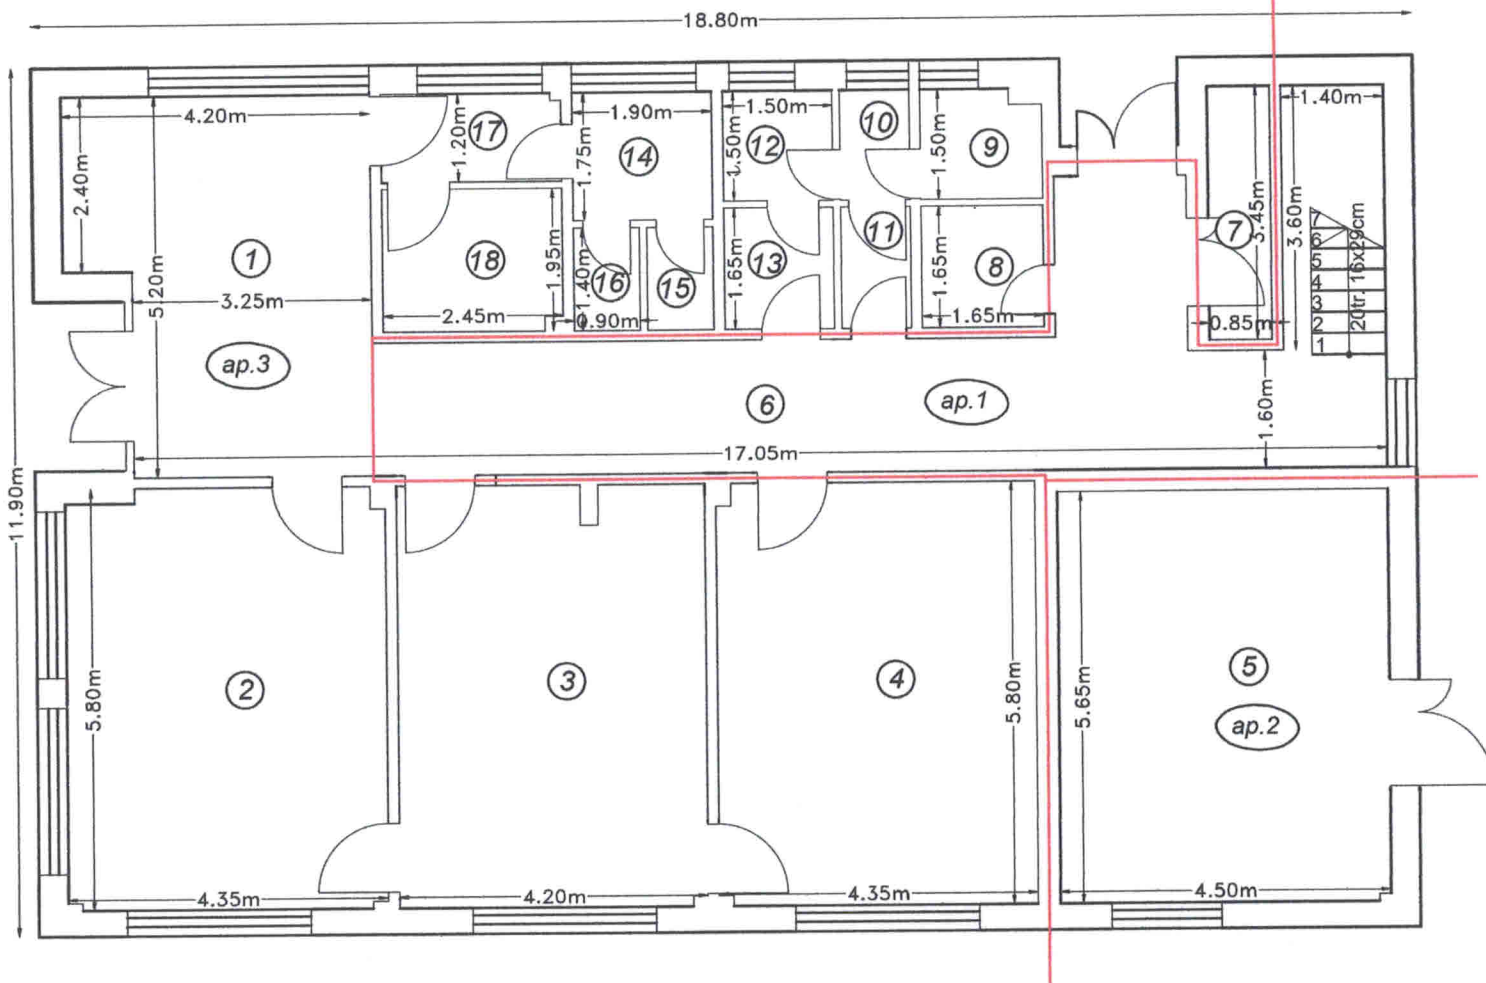 18.80m
4.20m
1.20m
17
1.90m
1.75m
14
1.50m
1.50m
12
10
1.50m
9
1.40m
2.40m
5.20m
1
3.25m
18
1.95m
2.45m
1.40m
16
0.90m
15
1.65m
13
11
1.65m
8
1.65m
7
3.45m
3.60m
0.85m
7
6
5
4
3
2
1
20tr. 16x29cm
ap.3
6
ap.1
1.60m
17.05m
11.90m
5.80m
2
3
4
5.80m
5.65m
5
ap.2
4.35m
4.20m
4.35m
4.50m